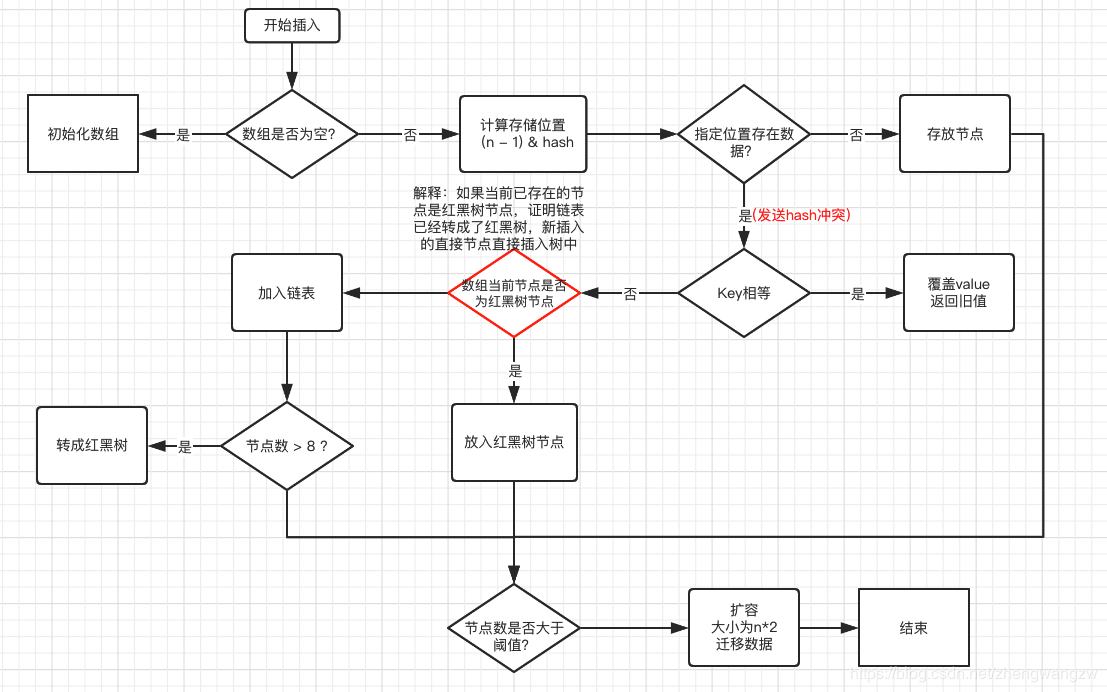 开始插入
数组是否为空?
是
初始化数组
否
计算存储位置
(n – 1) & hash
指定位置存在数
据?
否
存放节点
是(发送hash冲突)
解释：如果当前已存在的节
点是红黑树节点，证明链表
已经转成了红黑树，新插入
的直接节点直接插入树中
Key相等
是
覆盖value
返回旧值
否
数组当前节点是否
为红黑树节点
加入链表
是
放入红黑树节点
节点数 > 8 ?
是
转成红黑树
节点数是否大于
阈值?
扩容
大小为n*2
迁移数据
结束
https://blog.csdn.net/zhengwangzw